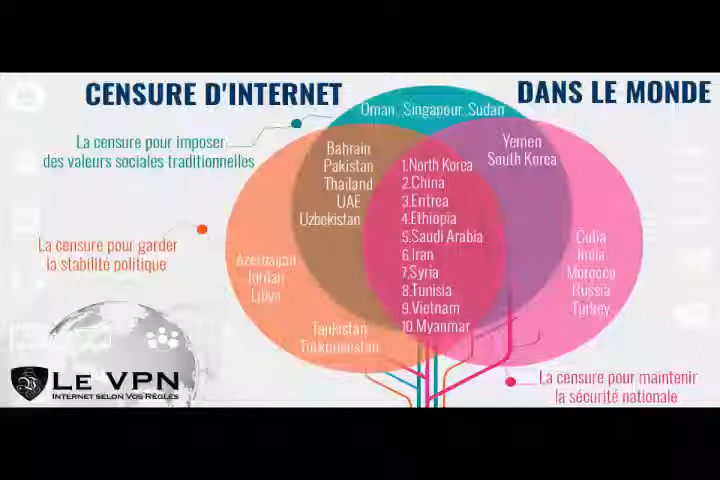 CENSURE D'INTERNET
DANS LE MONDE
La censure pour imposer
des valeurs sociales traditionnelles
Oman Singapour Sudan
Bahrain
Pakistan
Thailand
UAE
Uzbekistan
1.North Korea
2.China
3.Eritrea
4.Ethiopia
5.Saudi Arabia
6.Iran
7.Syria
8.Tunisia
9.Vietnam
10.Myanmar
Yemen
South Korea
La censure pour garder
la stabilité politique
Azerbaijan
Jordan
Libya
Cuba
India
Morocco
Russia
Turkey
Tajikistan
Turkmenistan
LE VPN
INTERNET SELON VOS RÈGLES
La censure pour maintenir
la sécurité nationale